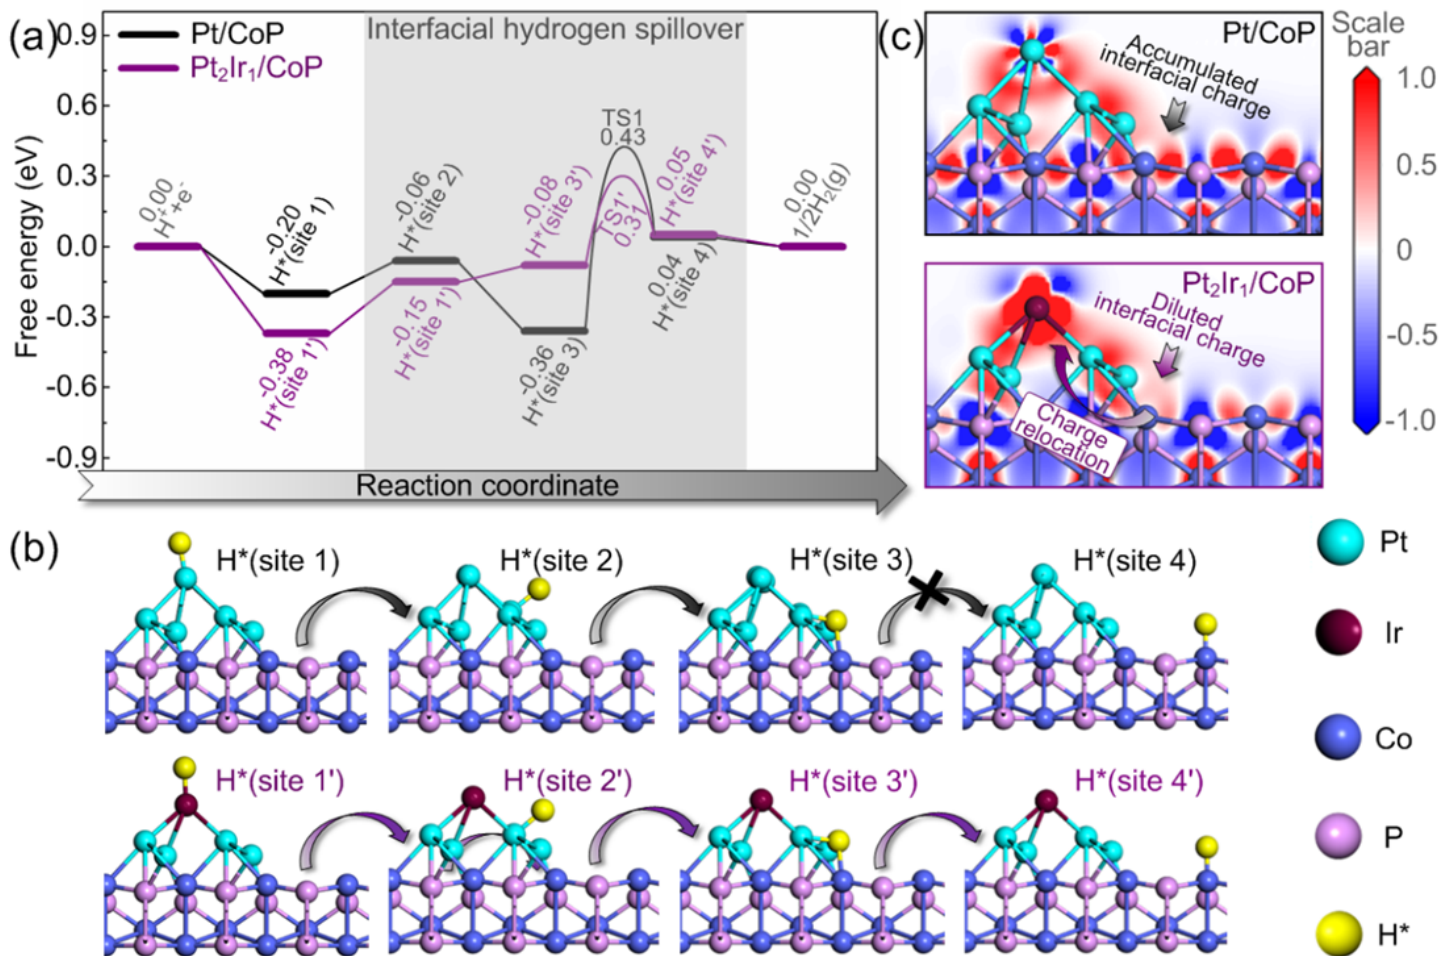 (a)
0.9
0.6
0.3
0.0
-0.3
-0.6
-0.9
Free energy (eV)
Pt/CoP
Pt₂Ir₁/CoP
Interfacial hydrogen spillover
0.00
H⁺+e⁻
-0.20
H*(site 1)
-0.38
H*(site 1')
-0.06
H*(site 2)
-0.15
H*(site 1')
-0.08
H*(site 3')
-0.36
H*(site 3)
TS1
0.43
TS1'
0.31
0.05
H*(site 4')
0.04
H*(site 4)
0.00
1/2H₂(g)
Reaction coordinate
(c)
Pt/CoP
Accumulated
interfacial charge
Pt₂Ir₁/CoP
Diluted
interfacial charge
Charge
relocation
Scale
bar
1.0
0.5
0
-0.5
-1.0
(b)
H*(site 1)
H*(site 2)
H*(site 3)
H*(site 4)
H*(site 1')
H*(site 2')
H*(site 3')
H*(site 4')
Pt
Ir
Co
P
H*